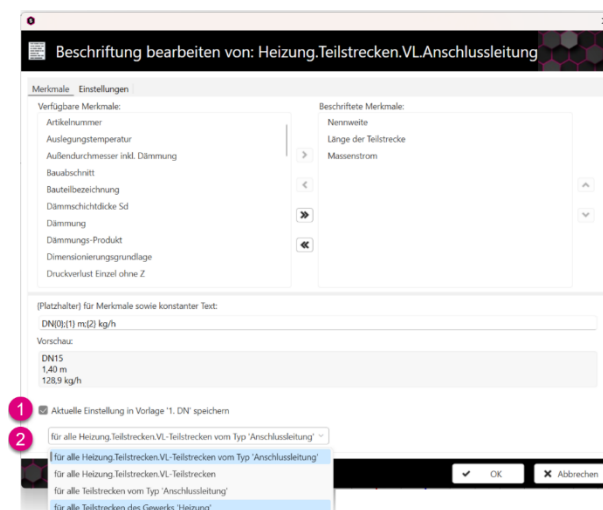 Beschriftung bearbeiten von: Heizung.Teilstrecken.VL.Anschlussleitung
Merkmale Einstellungen
Verfügbare Merkmale:
Artikelnummer
Auslegungstemperatur
Außendurchmesser inkl. Dämmung
Bauabschnitt
Bauteilbezeichnung
Dämmschichtdicke Sd
Dämmung
Dämmungs-Produkt
Dimensionierungsgrundlage
Druckverlust Einzel ohne Z
Beschriftete Merkmale:
Nennweite
Länge der Teilstrecke
Massenstrom
{Platzhalter} für Merkmale sowie konstanter Text:
DN{0};{1} m;{2} kg/h
Vorschau:
DN15
1,40 m
128,9 kg/h
1 Aktuelle Einstellung in Vorlage '1. DN' speichern
2 für alle Heizung.Teilstrecken.VL-Teilstrecken vom Typ 'Anschlussleitung'
für alle Heizung.Teilstrecken.VL-Teilstrecken vom Typ 'Anschlussleitung'
für alle Heizung.Teilstrecken.VL-Teilstrecken
für alle Teilstrecken vom Typ 'Anschlussleitung'
für alle Teilstrecken des Gewerks 'Heizung'
OK Abbrechen